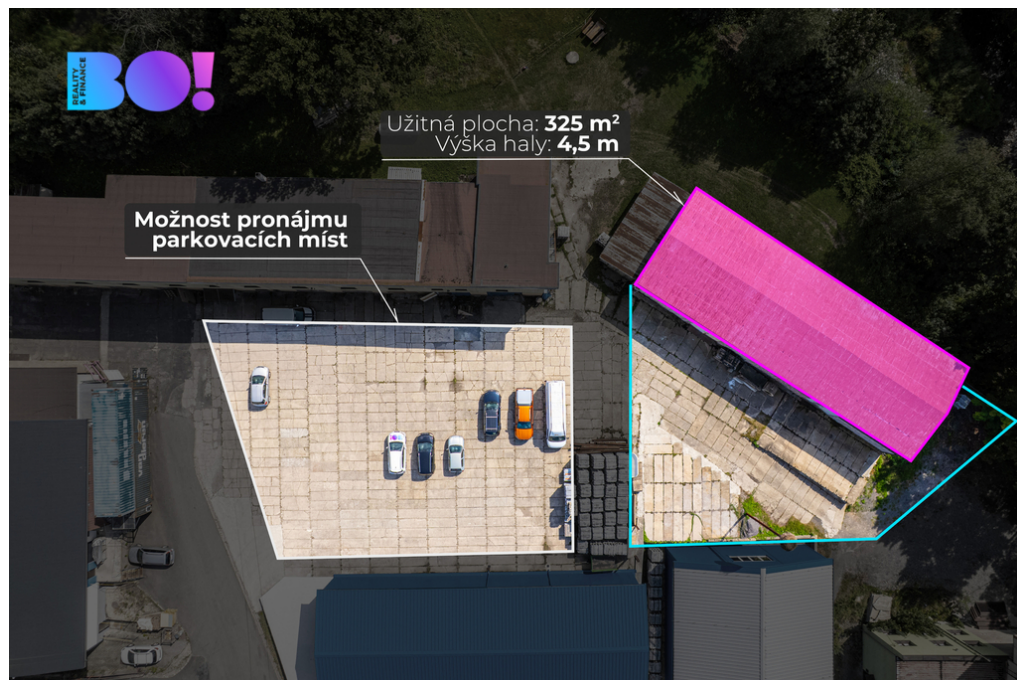 BO!
REALITY
& FINANCE
Užitná plocha: 325 m²
Výška haly: 4,5 m
Možnost pronájmu
parkovacích míst